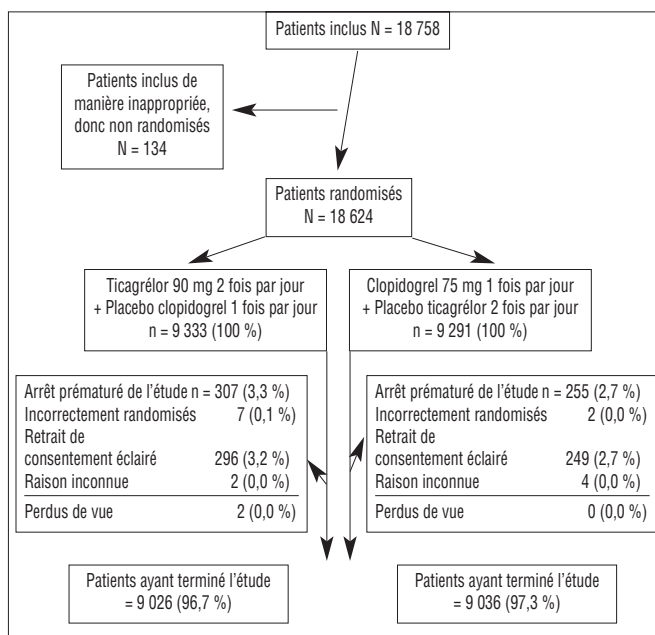 Patients inclus N = 18 758
Patients inclus de
manière inappropriée,
donc non randomisés
N = 134
Patients randomisés
N = 18 624
Ticagrélor 90 mg 2 fois par jour
+ Placebo clopidogrel 1 fois par jour
n = 9 333 (100 %)
Clopidogrel 75 mg 1 fois par jour
+ Placebo ticagrélor 2 fois par jour
n = 9 291 (100 %)
Arrêt prématuré de l'étude n = 307 (3,3 %)
Incorrectement randomisés 7 (0,1 %)
Retrait de
consentement éclairé 296 (3,2 %)
Raison inconnue 2 (0,0 %)
Perdus de vue 2 (0,0 %)
Arrêt prématuré de l'étude n = 255 (2,7 %)
Incorrectement randomisés 2 (0,0 %)
Retrait de
consentement éclairé 249 (2,7 %)
Raison inconnue 4 (0,0 %)
Perdus de vue 0 (0,0 %)
Patients ayant terminé l'étude
= 9 026 (96,7 %)
Patients ayant terminé l'étude
= 9 036 (97,3 %)